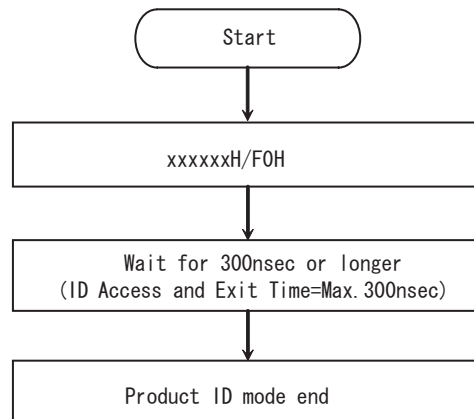 Start
xxxxxxH/F0H
Wait for 300nsec or longer
(ID Access and Exit Time=Max.300nsec)
Product ID mode end